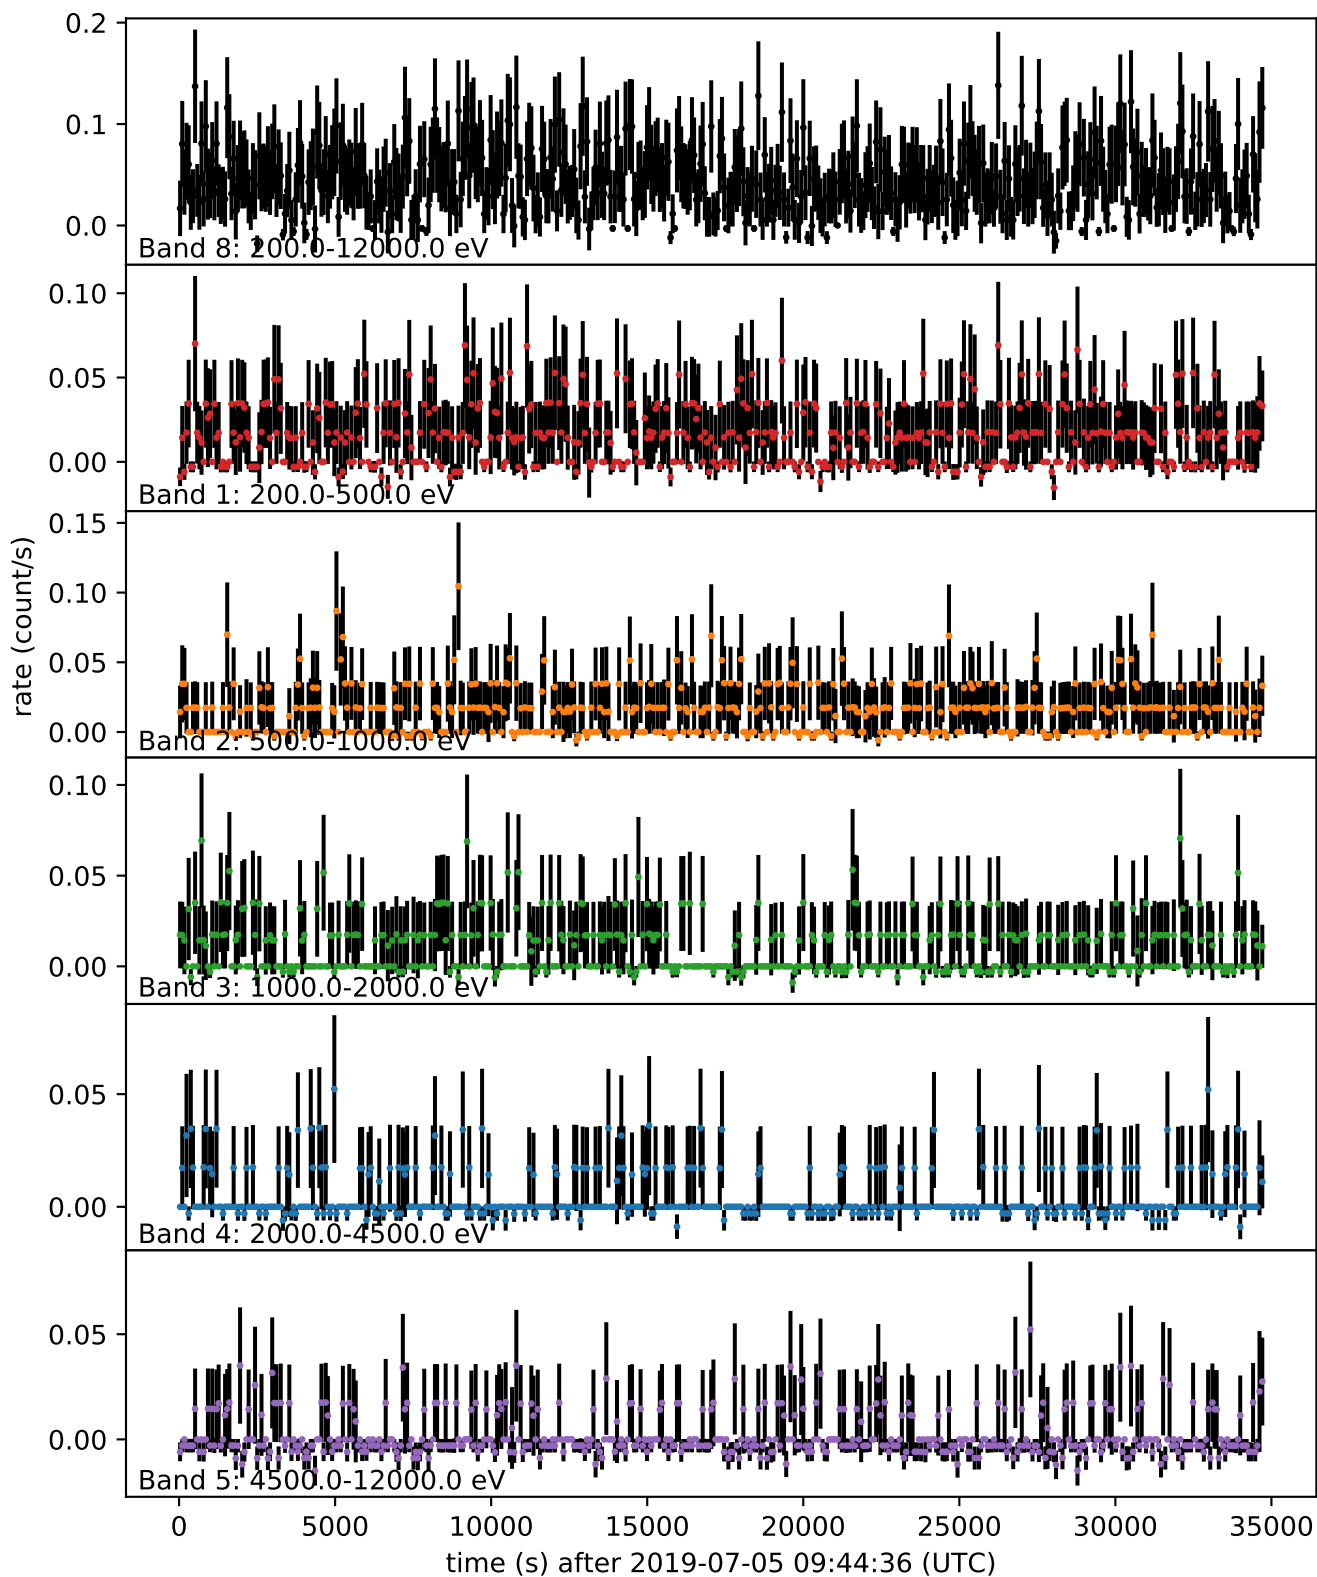 0.2
0.1
0.0
Band 8: 200.0-12000.0 eV
0.10
0.05
0.00
Band 1: 200.0-500.0 eV
0.15
0.10
0.05
0.00
Band 2: 500.0-1000.0 eV
rate (count/s)
0.10
0.05
0.00
Band 3: 1000.0-2000.0 eV
0.05
0.00
Band 4: 2000.0-4500.0 eV
0.05
0.00
Band 5: 4500.0-12000.0 eV
0 5000 10000 15000 20000 25000 30000 35000
time (s) after 2019-07-05 09:44:36 (UTC)